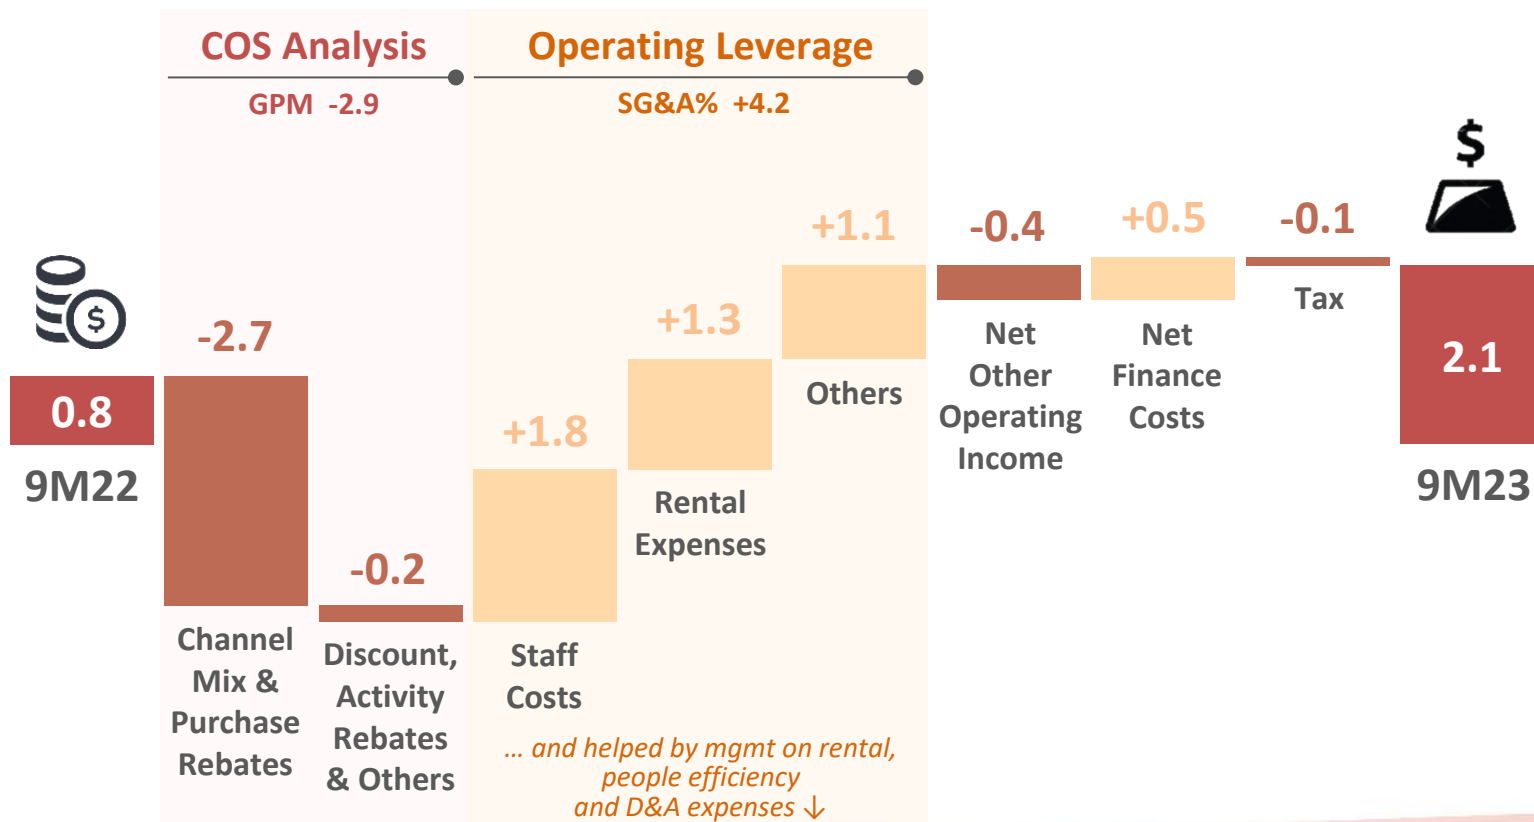 COS Analysis
GPM -2.9
Operating Leverage
SG&A% +4.2
$
0.8
9M22
-2.7
Channel
Mix &
Purchase
Rebates
-0.2
Discount,
Activity
Rebates
& Others
+1.8
Staff
Costs
+1.3
Rental
Expenses
+1.1
Others
... and helped by mgmt on rental,
people efficiency
and D&A expenses ↓
-0.4
Net
Other
Operating
Income
+0.5
Net
Finance
Costs
-0.1
Tax
$
2.1
9M23